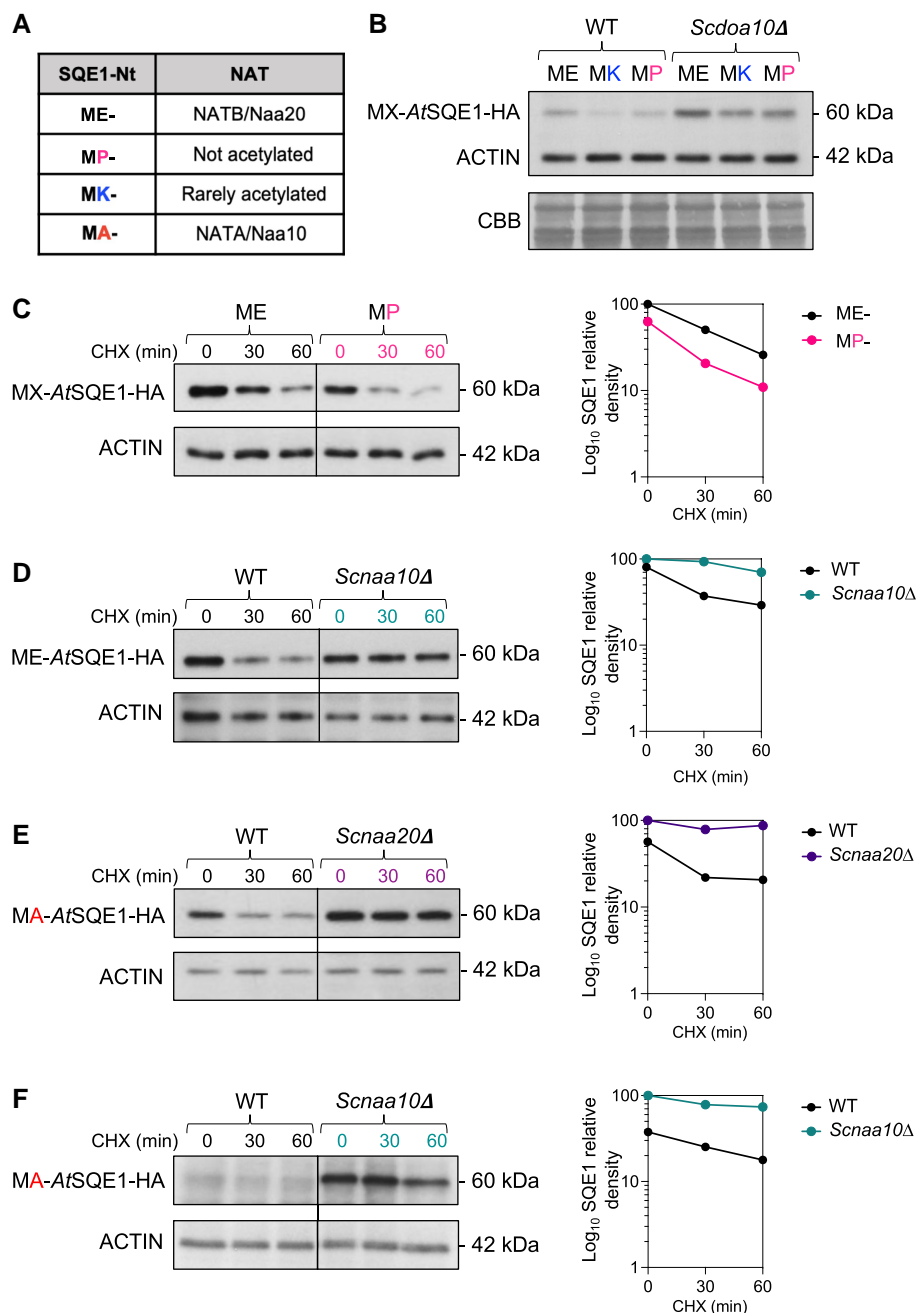 A
SQE1-Nt NAT
ME- NATB/Naa20
MP- Not acetylated
MK- Rarely acetylated
MA- NATA/Naa10
B
WT Scdoa10Δ
ME MK MP ME MK MP
MX-AtSQE1-HA - 60 kDa
ACTIN - 42 kDa
CBB
C
ME MP
CHX (min) 0 30 60 0 30 60
MX-AtSQE1-HA - 60 kDa
ACTIN - 42 kDa
Log10 SQE1 relative
density
100
10
1
0 30 60
CHX (min)
ME-
MP-
D
WT Scnaa10Δ
CHX (min) 0 30 60 0 30 60
ME-AtSQE1-HA - 60 kDa
ACTIN - 42 kDa
Log10 SQE1 relative
density
100
10
1
0 30 60
CHX (min)
WT
Scnaa10Δ
E
WT Scnaa20Δ
CHX (min) 0 30 60 0 30 60
MA-AtSQE1-HA - 60 kDa
ACTIN - 42 kDa
Log10 SQE1 relative
density
100
10
1
0 30 60
CHX (min)
WT
Scnaa20Δ
F
WT Scnaa10Δ
CHX (min) 0 30 60 0 30 60
MA-AtSQE1-HA - 60 kDa
ACTIN - 42 kDa
Log10 SQE1 relative
density
100
10
1
0 30 60
CHX (min)
WT
Scnaa10Δ